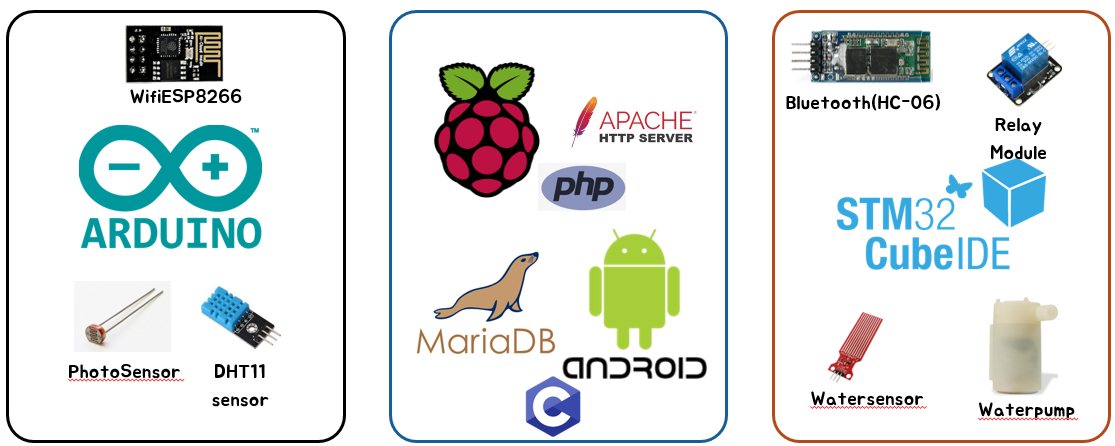 WifiESP8266
ARDUINO
™
PhotoSensor
DHT11
sensor
APACHE®
HTTP SERVER
php
MariaDB
ANDROID
C
Bluetooth(HC-06)
Relay
Module
STM32
CubeIDE
Watersensor
Waterpump